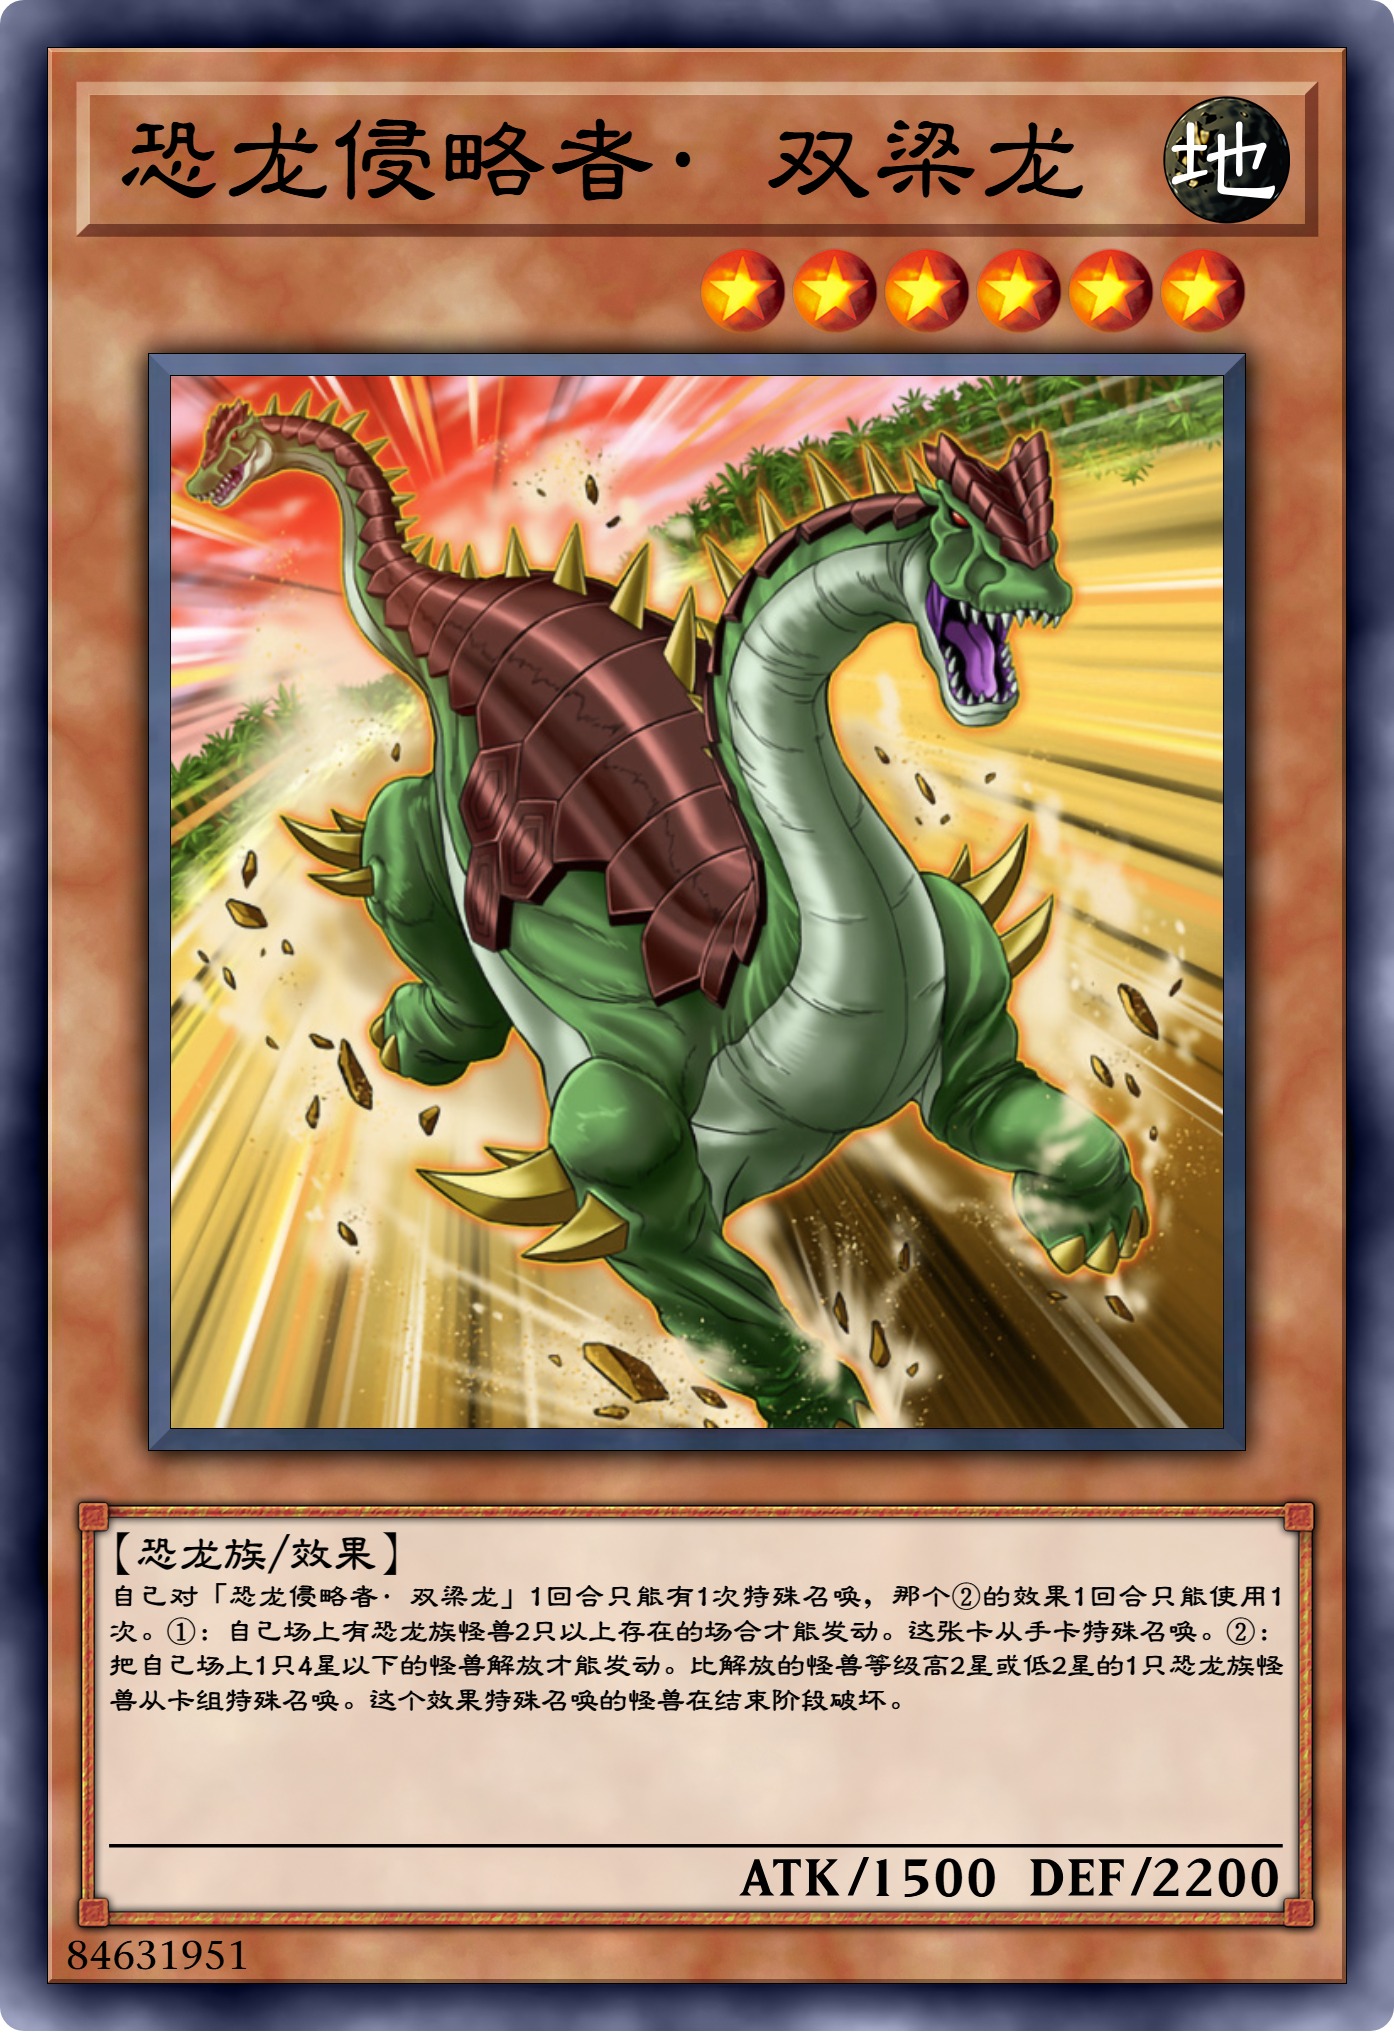 恐龙侵略者· 双梁龙
地
【恐龙族/效果】
自己对「恐龙侵略者· 双梁龙」1回合只能有1次特殊召唤，那个②的效果1回合只能使用1
次。①：自己场上有恐龙族怪兽2只以上存在的场合才能发动。这张卡从手卡特殊召唤。②：
把自己场上1只4星以下的怪兽解放才能发动。比解放的怪兽等级高2星或低2星的1只恐龙族怪
兽从卡组特殊召唤。这个效果特殊召唤的怪兽在结束阶段破坏。
ATK/1500 DEF/2200
84631951